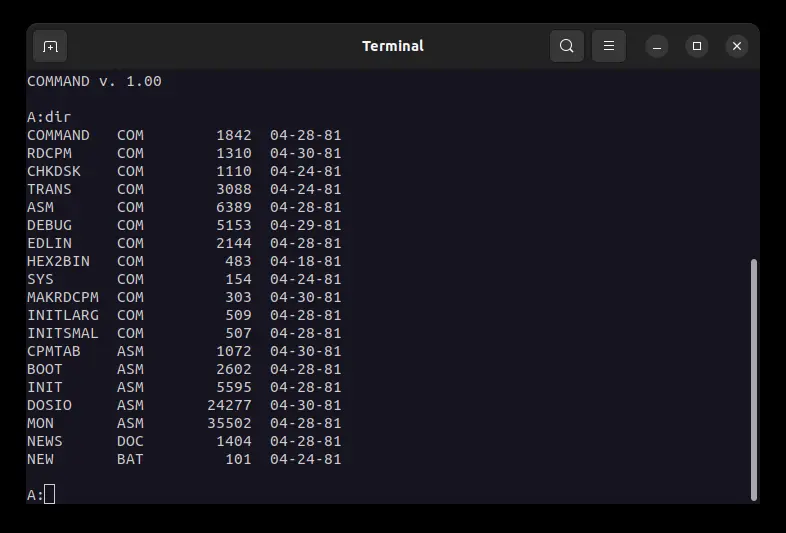 Terminal
COMMAND v. 1.00
A:dir
COMMAND   COM        1842  04-28-81
RDCPM     COM        1310  04-30-81
CHKDSK    COM        1110  04-24-81
TRANS     COM        3088  04-24-81
ASM       COM        6389  04-28-81
DEBUG     COM        5153  04-29-81
EDLIN     COM        2144  04-28-81
HEX2BIN   COM         483  04-18-81
SYS       COM         154  04-24-81
MAKRDCPM  COM         303  04-30-81
INITLARG  COM         509  04-28-81
INITSMAL  COM         507  04-28-81
CPMTAB    ASM        1072  04-30-81
BOOT      ASM        2602  04-28-81
INIT      ASM        5595  04-28-81
DOSIO     ASM       24277  04-30-81
MON       ASM       35502  04-28-81
NEWS      DOC        1404  04-28-81
NEW       BAT         101  04-24-81
A: